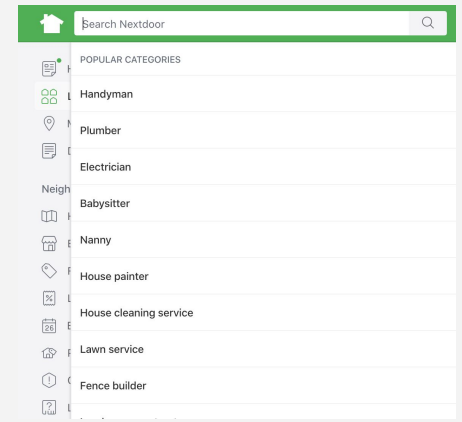 Search Nextdoor
POPULAR CATEGORIES
Handyman
Plumber
Electrician
Babysitter
Nanny
House painter
House cleaning service
Lawn service
Fence builder
Neigh
26